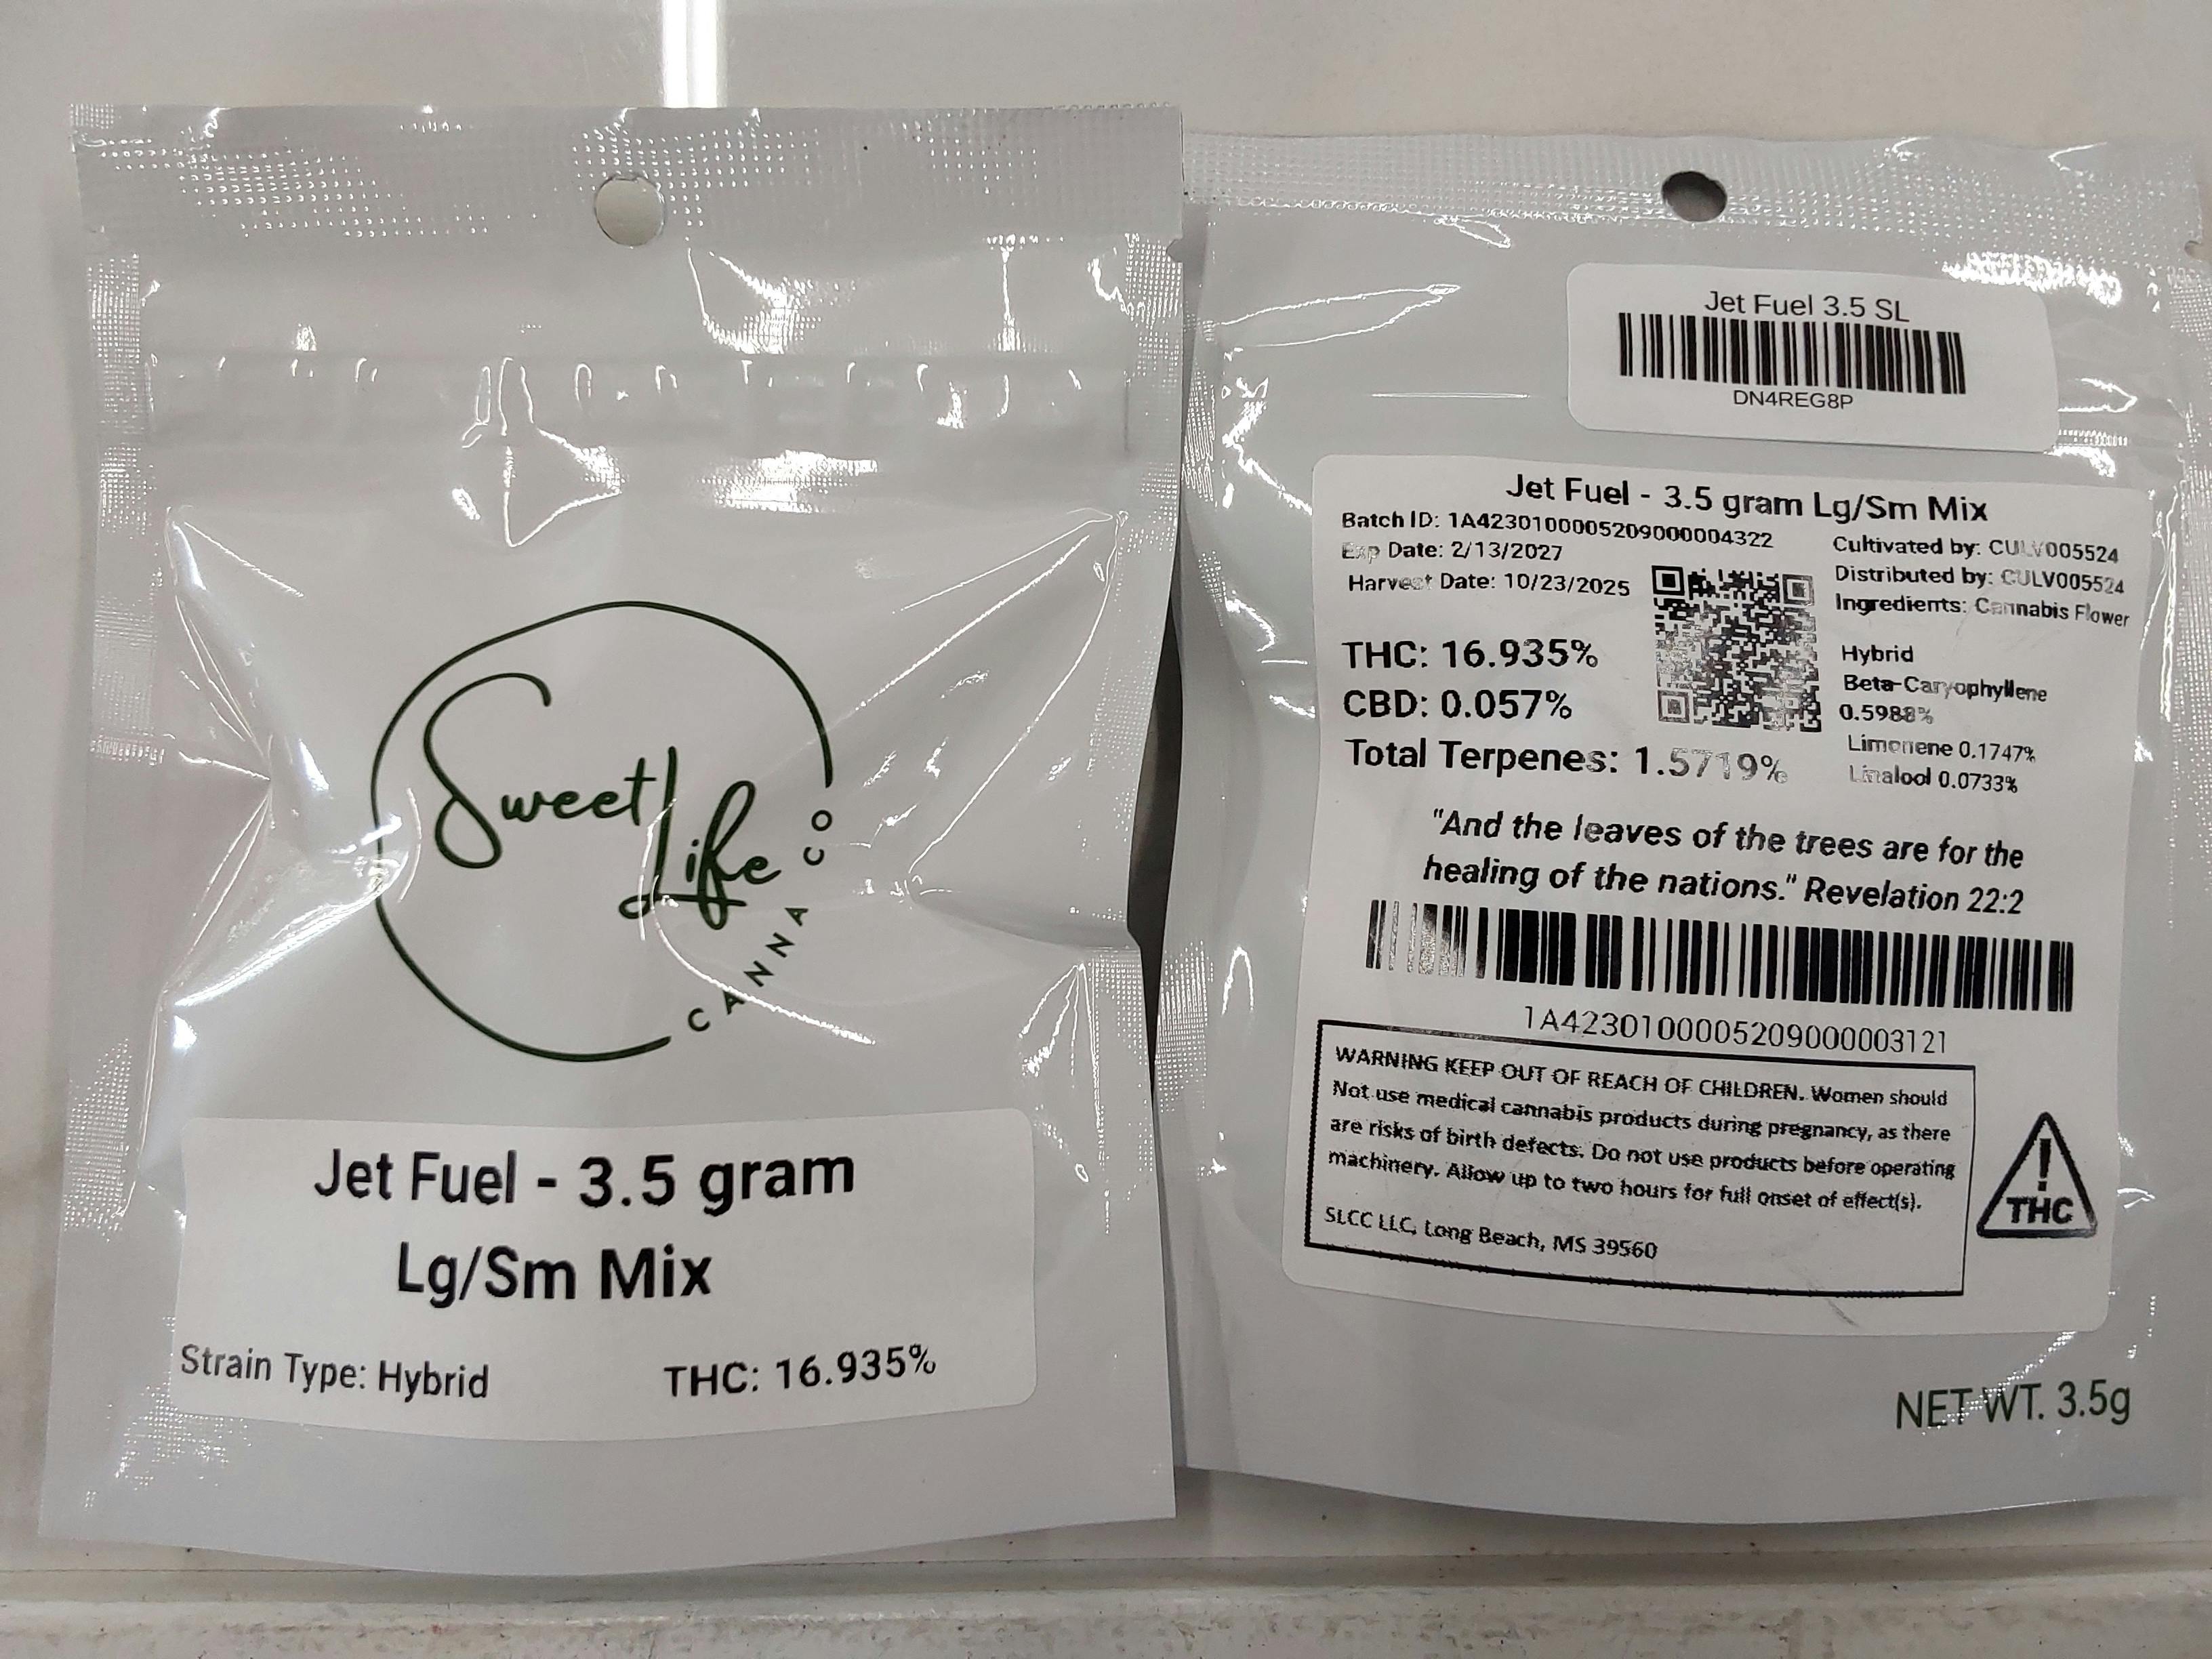 Sweet
Life
CANNA CO
Jet Fuel - 3.5 gram
Lg/Sm Mix
Strain Type: Hybrid
THC: 16.935%
Jet Fuel 3.5 SL
DN4REG8P
Jet Fuel - 3.5 gram Lg/Sm Mix
Batch ID: 1A4230100005209000004322
Exp Date: 2/13/2027
Harvest Date: 10/23/2025
Cultivated by: CULV005524
Distributed by: CULV005524
Ingredients: Cannabis Flower
THC: 16.935%
CBD: 0.057%
Total Terpenes: 1.5719%
Hybrid
Beta-Caryophyllene
0.5988%
Limonene 0.1747%
Linalool 0.0733%
"And the leaves of the trees are for the
healing of the nations." Revelation 22:2
1A4230100005209000003121
WARNING KEEP OUT OF REACH OF CHILDREN. Women should
Not use medical cannabis products during pregnancy, as there
are risks of birth defects. Do not use products before operating
machinery. Allow up to two hours for full onset of effect(s).
SLCC LLC, Long Beach, MS 39560
!
THC
NET WT. 3.5g